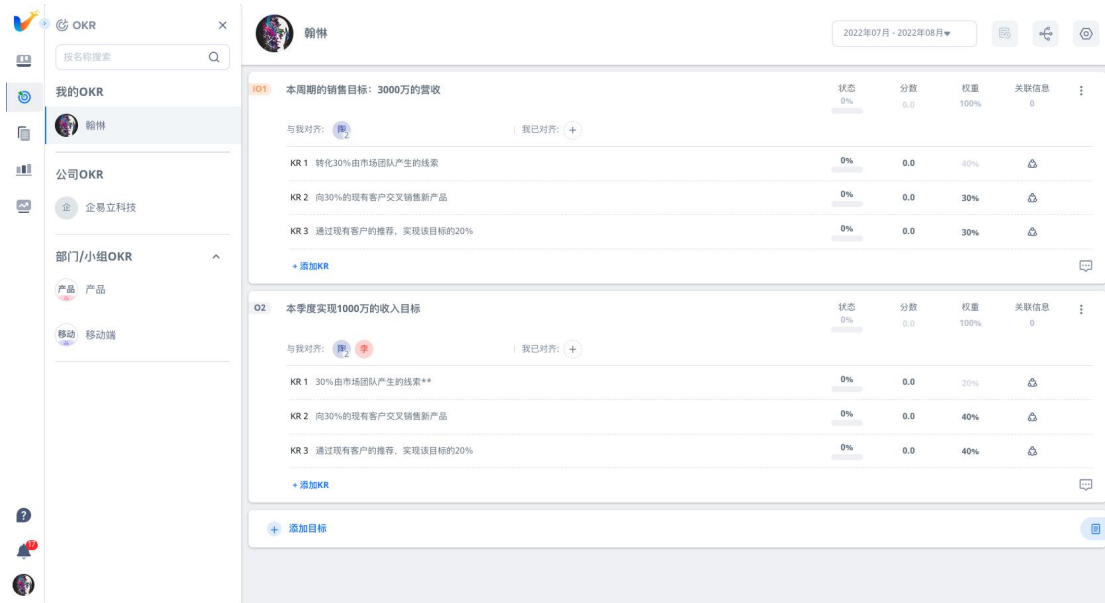 OKR
按名称搜索
我的OKR
翰惏
公司OKR
企 企易立科技
部门/小组OKR
产品 产品
移动 移动端
17
翰惏
2022年07月 - 2022年08月
IO1 本周期的销售目标：3000万的营收 状态 分数 权重 关联信息
0% 0.0 100% 0
与我对齐: 2 我已对齐:
KR 1 转化30%由市场团队产生的线索 0% 0.0 40%
KR 2 向30%的现有客户交叉销售新产品 0% 0.0 30%
KR 3 通过现有客户的推荐，实现该目标的20% 0% 0.0 30%
+ 添加KR
O2 本季度实现1000万的收入目标 状态 分数 权重 关联信息
0% 0.0 100% 0
与我对齐: 2 李 我已对齐:
KR 1 30%由市场团队产生的线索** 0% 0.0 20%
KR 2 向30%的现有客户交叉销售新产品 0% 0.0 40%
KR 3 通过现有客户的推荐，实现该目标的20% 0% 0.0 40%
+ 添加KR
+ 添加目标